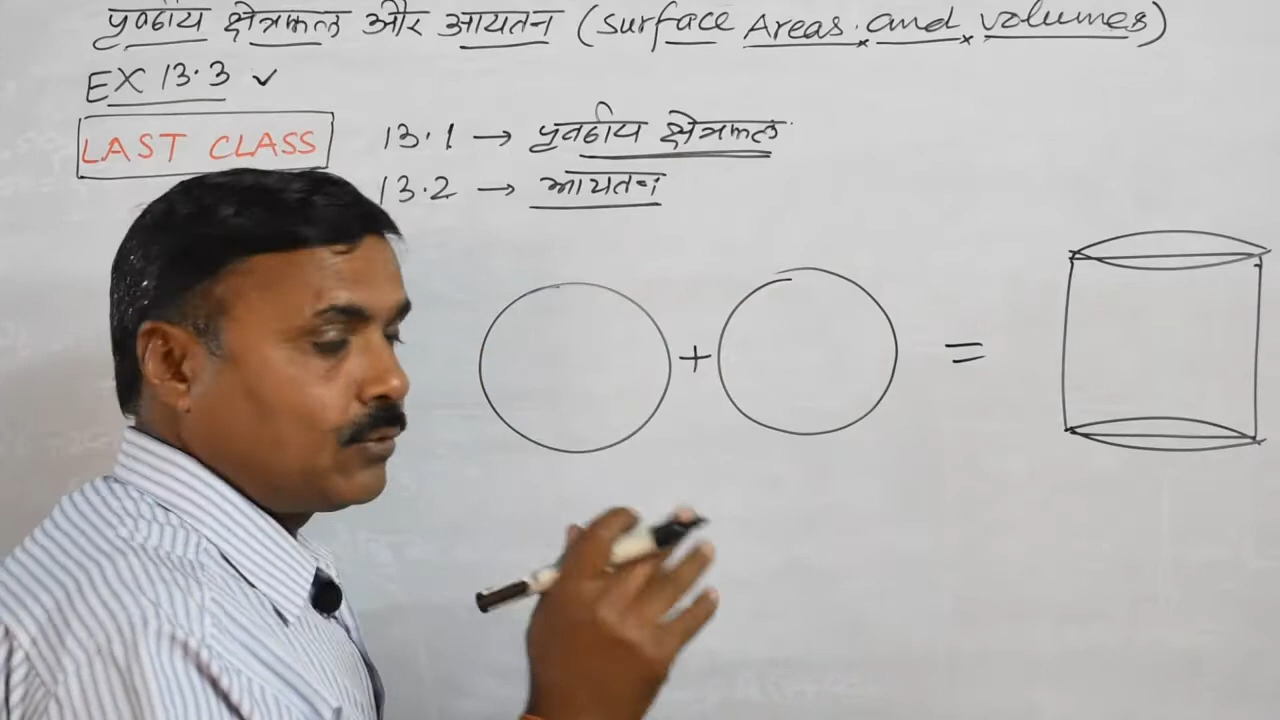 पृष्ठीय क्षेत्रफल और आयतन (surface Areas and volumes)
EX 13.3 ✓
LAST CLASS
13.1 → पृष्ठीय क्षेत्रफल
13.2 → आयतन
+ =